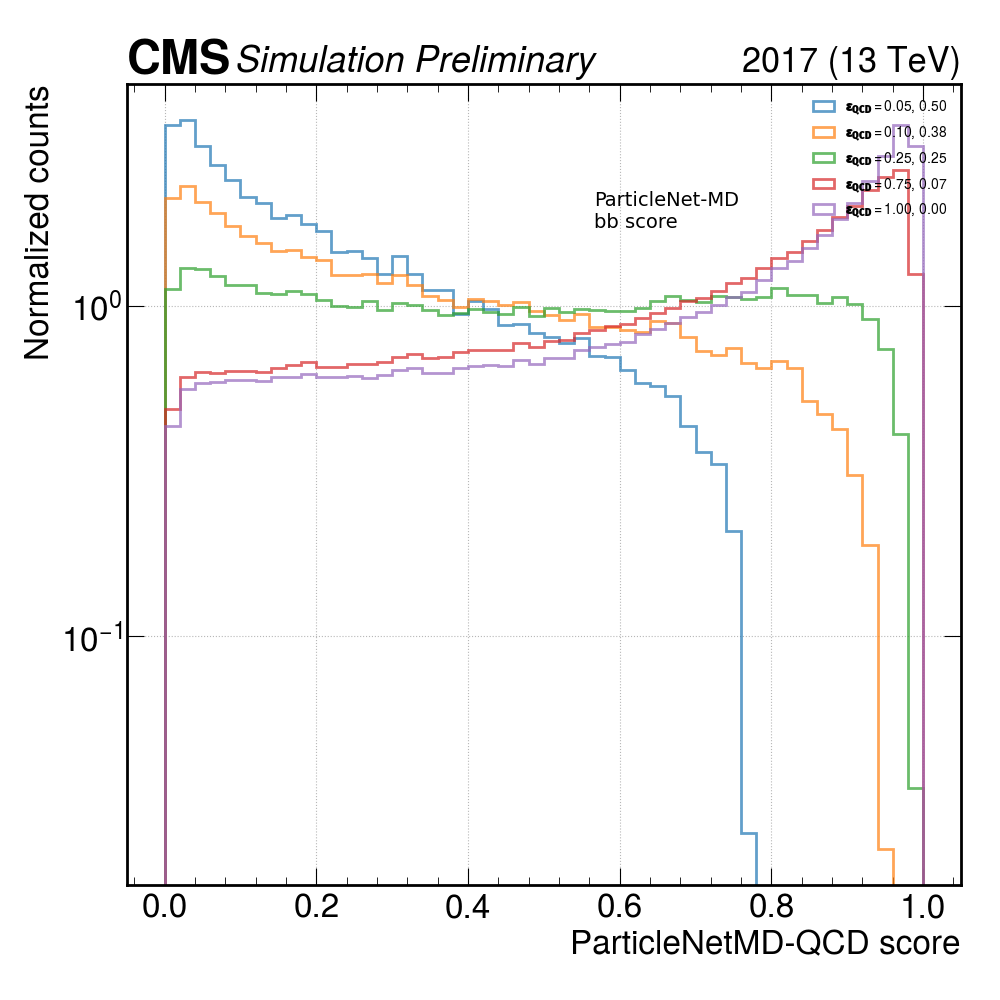 CMS Simulation Preliminary 2017 (13 TeV)
Normalized counts
ε_QCD = 0.05, 0.50
ε_QCD = 0.10, 0.38
ε_QCD = 0.25, 0.25
ε_QCD = 0.75, 0.07
ε_QCD = 1.00, 0.00
ParticleNet-MD
bb score
10⁰
10⁻¹
0.0 0.2 0.4 0.6 0.8 1.0
ParticleNetMD-QCD score